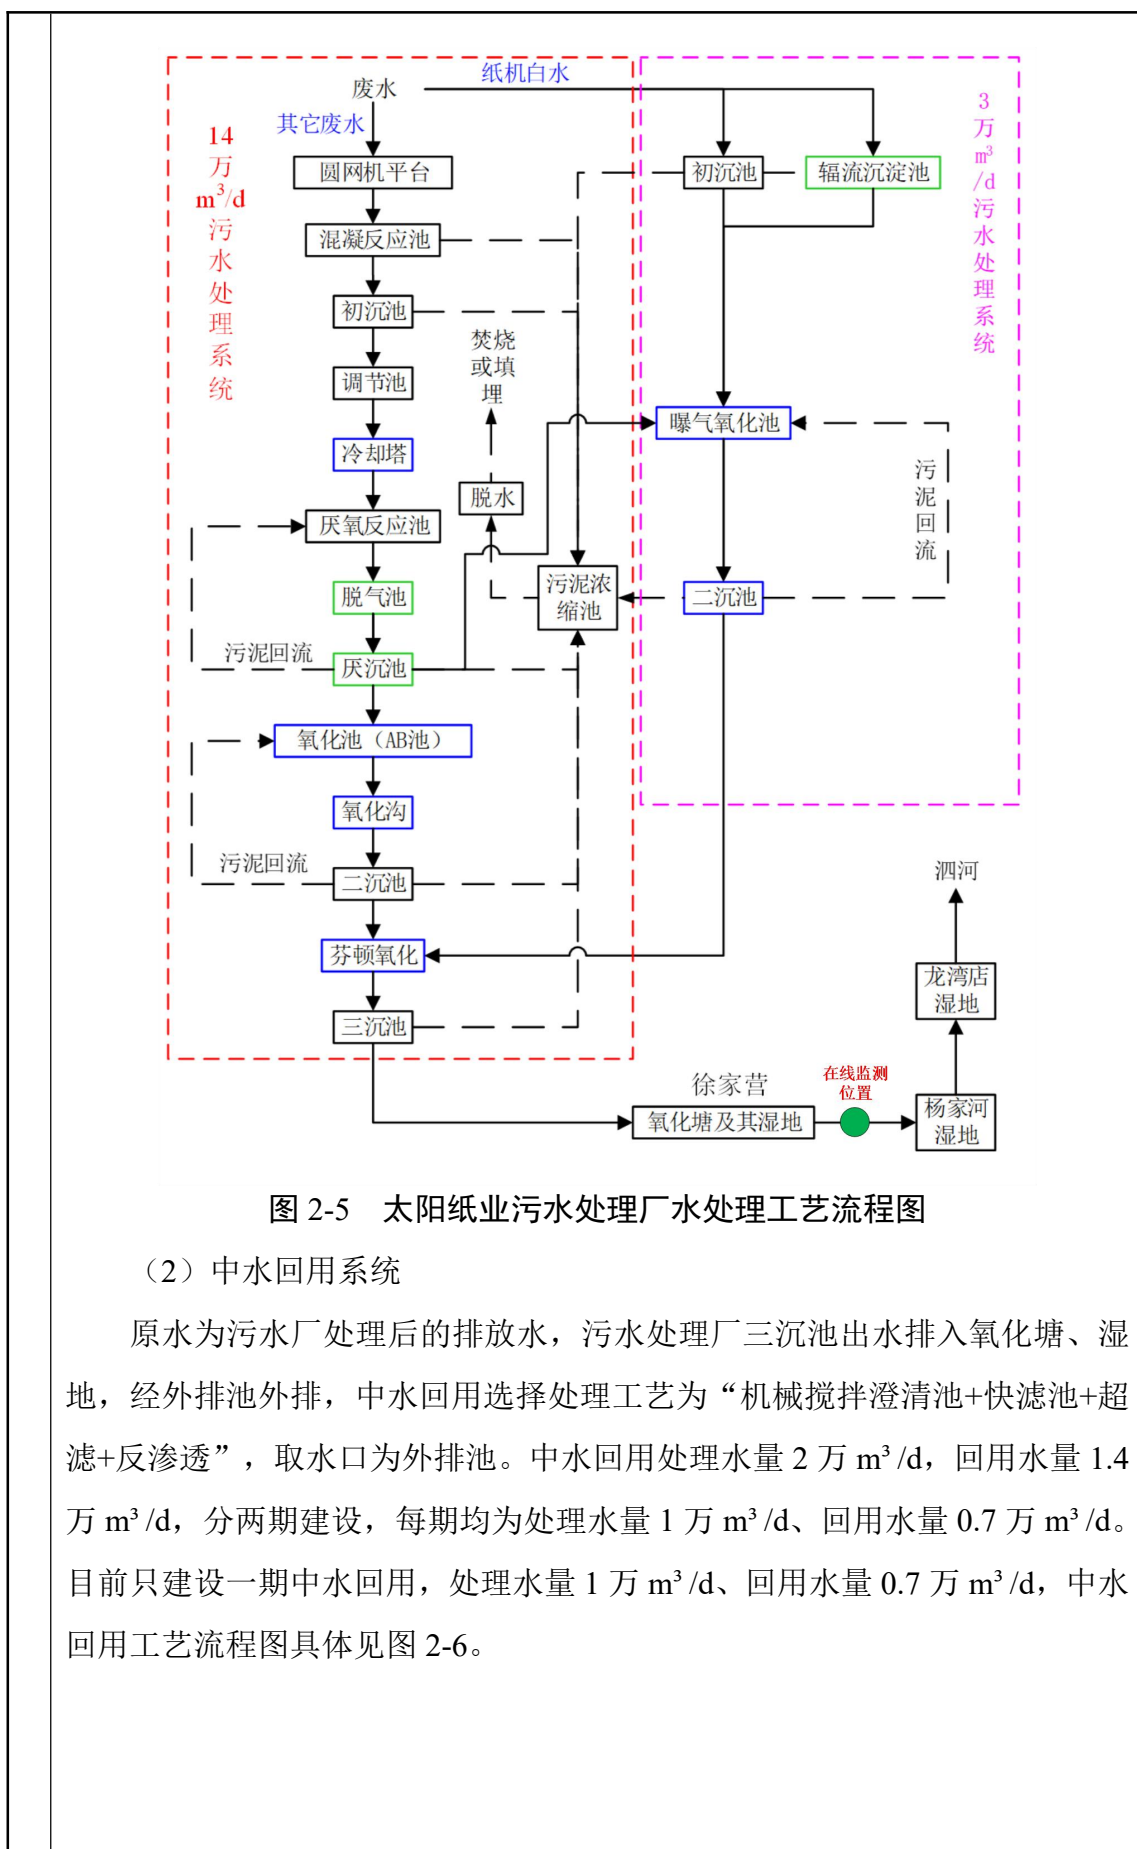 废水
纸机白水
其它废水
14
万
m³/d
污
水
处
理
系
统
3
万
m³
/d
污
水
处
理
系
统
圆网机平台
初沉池
辐流沉淀池
混凝反应池
初沉池
焚烧
或填
埋
调节池
曝气氧化池
冷却塔
脱水
污
泥
回
流
厌氧反应池
脱气池
污泥浓
缩池
二沉池
污泥回流
厌沉池
氧化池（AB池）
氧化沟
污泥回流
二沉池
泗河
芬顿氧化
龙湾店
湿地
三沉池
徐家营
在线监测
位置
氧化塘及其湿地
杨家河
湿地
图 2-5 太阳纸业污水处理厂水处理工艺流程图
（2）中水回用系统
原水为污水厂处理后的排放水，污水处理厂三沉池出水排入氧化塘、湿
地，经外排池外排，中水回用选择处理工艺为“机械搅拌澄清池+快滤池+超
滤+反渗透”，取水口为外排池。中水回用处理水量 2 万 m³/d，回用水量 1.4
万 m³/d，分两期建设，每期均为处理水量 1 万 m³/d、回用水量 0.7 万 m³/d。
目前只建设一期中水回用，处理水量 1 万 m³/d、回用水量 0.7 万 m³/d，中水
回用工艺流程图具体见图 2-6。